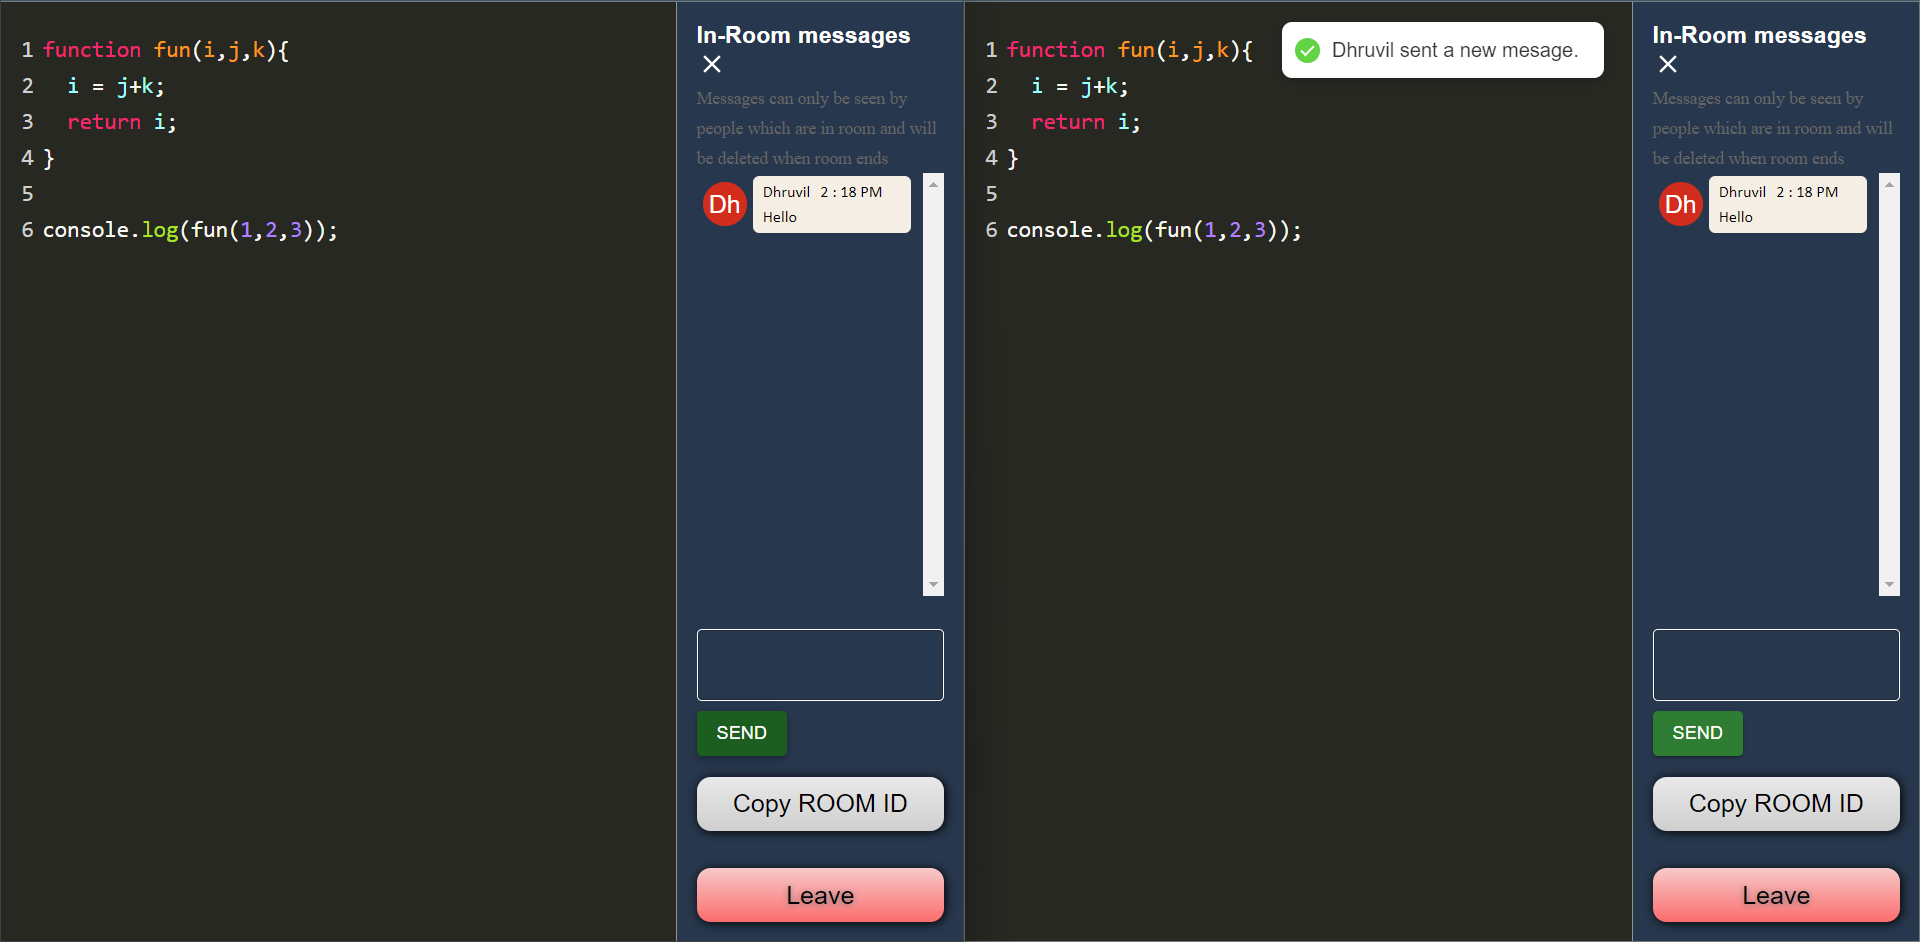 1 function fun(i,j,k){
2   i = j+k;
3   return i;
4 }
5
6 console.log(fun(1,2,3));
In-Room messages
Messages can only be seen by
people which are in room and will
be deleted when room ends
Dh
Dhruvil 2 : 18 PM
Hello
SEND
Copy ROOM ID
Leave
1 function fun(i,j,k){
2   i = j+k;
3   return i;
4 }
5
6 console.log(fun(1,2,3));
Dhruvil sent a new mesage.
In-Room messages
Messages can only be seen by
people which are in room and will
be deleted when room ends
Dh
Dhruvil 2 : 18 PM
Hello
SEND
Copy ROOM ID
Leave